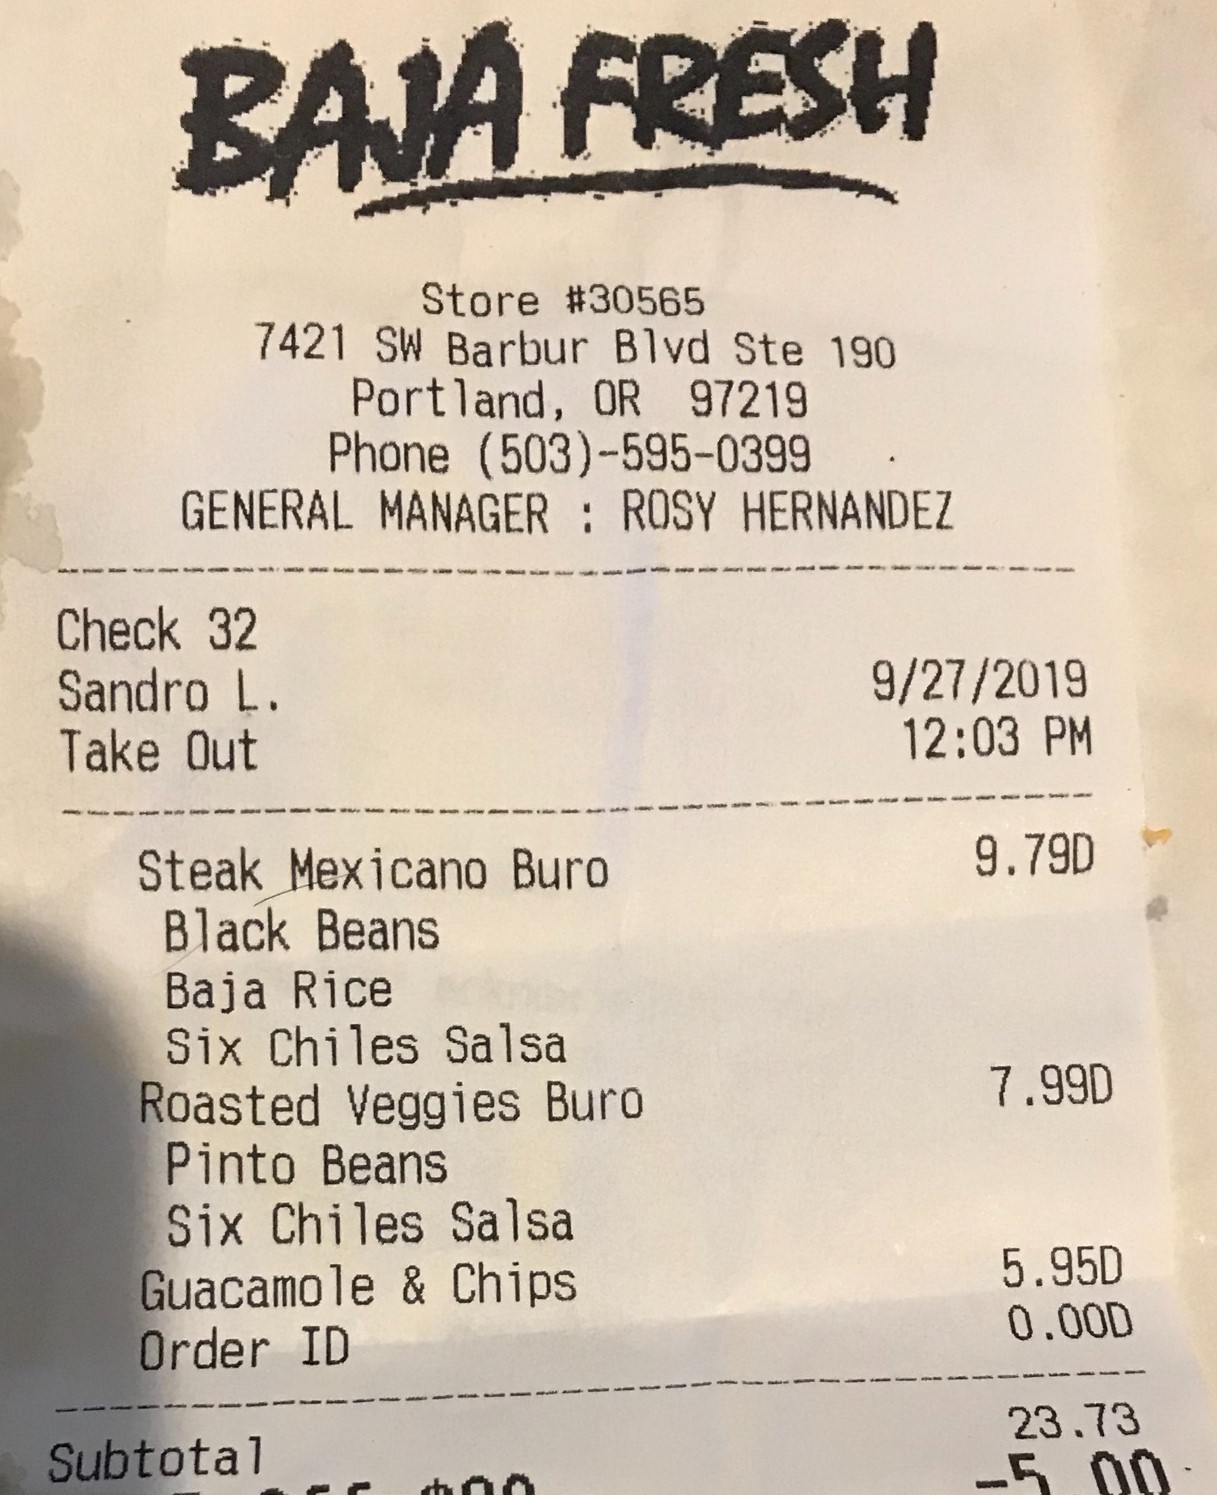 BAJA FRESH
Store #30565
7421 SW Barbur Blvd Ste 190
Portland, OR 97219
Phone (503)-595-0399
GENERAL MANAGER : ROSY HERNANDEZ
Check 32
Sandro L. 9/27/2019
Take Out 12:03 PM
Steak Mexicano Buro 9.79D
Black Beans
Baja Rice
Six Chiles Salsa
Roasted Veggies Buro 7.99D
Pinto Beans
Six Chiles Salsa
Guacamole & Chips 5.95D
Order ID 0.00D
Subtotal 23.73
-5.00